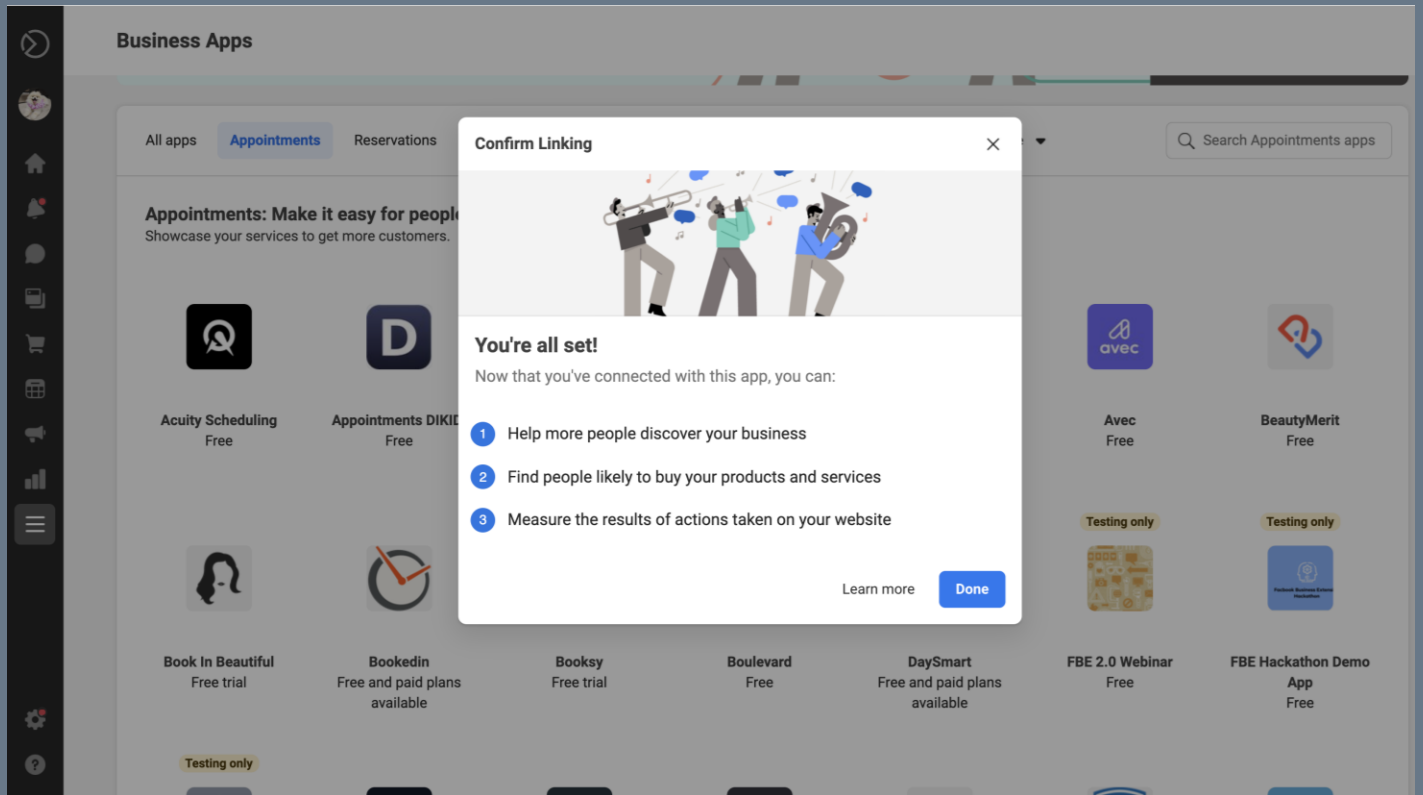 Business Apps
All apps
Appointments
Reservations
Search Appointments apps
Confirm Linking
Appointments: Make it easy for people
Showcase your services to get more customers.
You're all set!
Now that you've connected with this app, you can:
1 Help more people discover your business
2 Find people likely to buy your products and services
3 Measure the results of actions taken on your website
Learn more
Done
D
avec
Acuity Scheduling
Free
Appointments DIKID
Free
Avec
Free
BeautyMerit
Free
Testing only
Testing only
Book In Beautiful
Free trial
Bookedin
Free and paid plans
available
Booksy
Free trial
Boulevard
Free
DaySmart
Free and paid plans
available
FBE 2.0 Webinar
Free
FBE Hackathon Demo
App
Free
Testing only